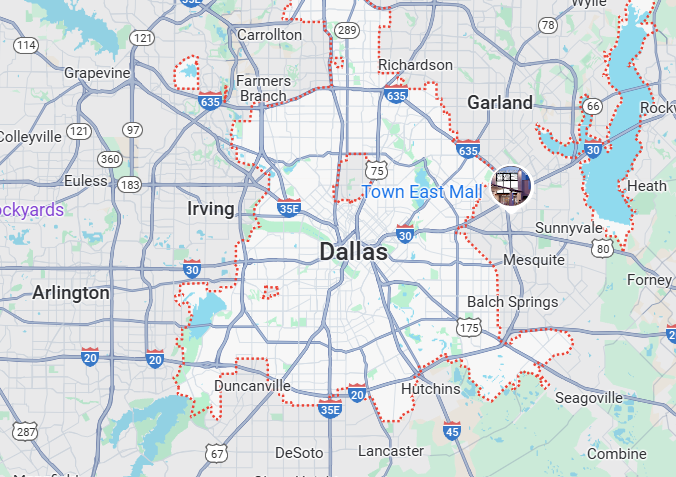 Wylie
35E
78
Carrollton
289
114
121
Richardson
Grapevine
Farmers
Branch
635
635
Garland
66
Colleyville
121
97
30
635
360
75
Euless
183
Town East Mall
Heath
Irving
35E
30
Sunnyvale
80
Dallas
Mesquite
30
Forney
Arlington
Balch Springs
175
20
20
Duncanville
20
Hutchins
35E
Seagoville
45
287
67
DeSoto
Lancaster
Combine